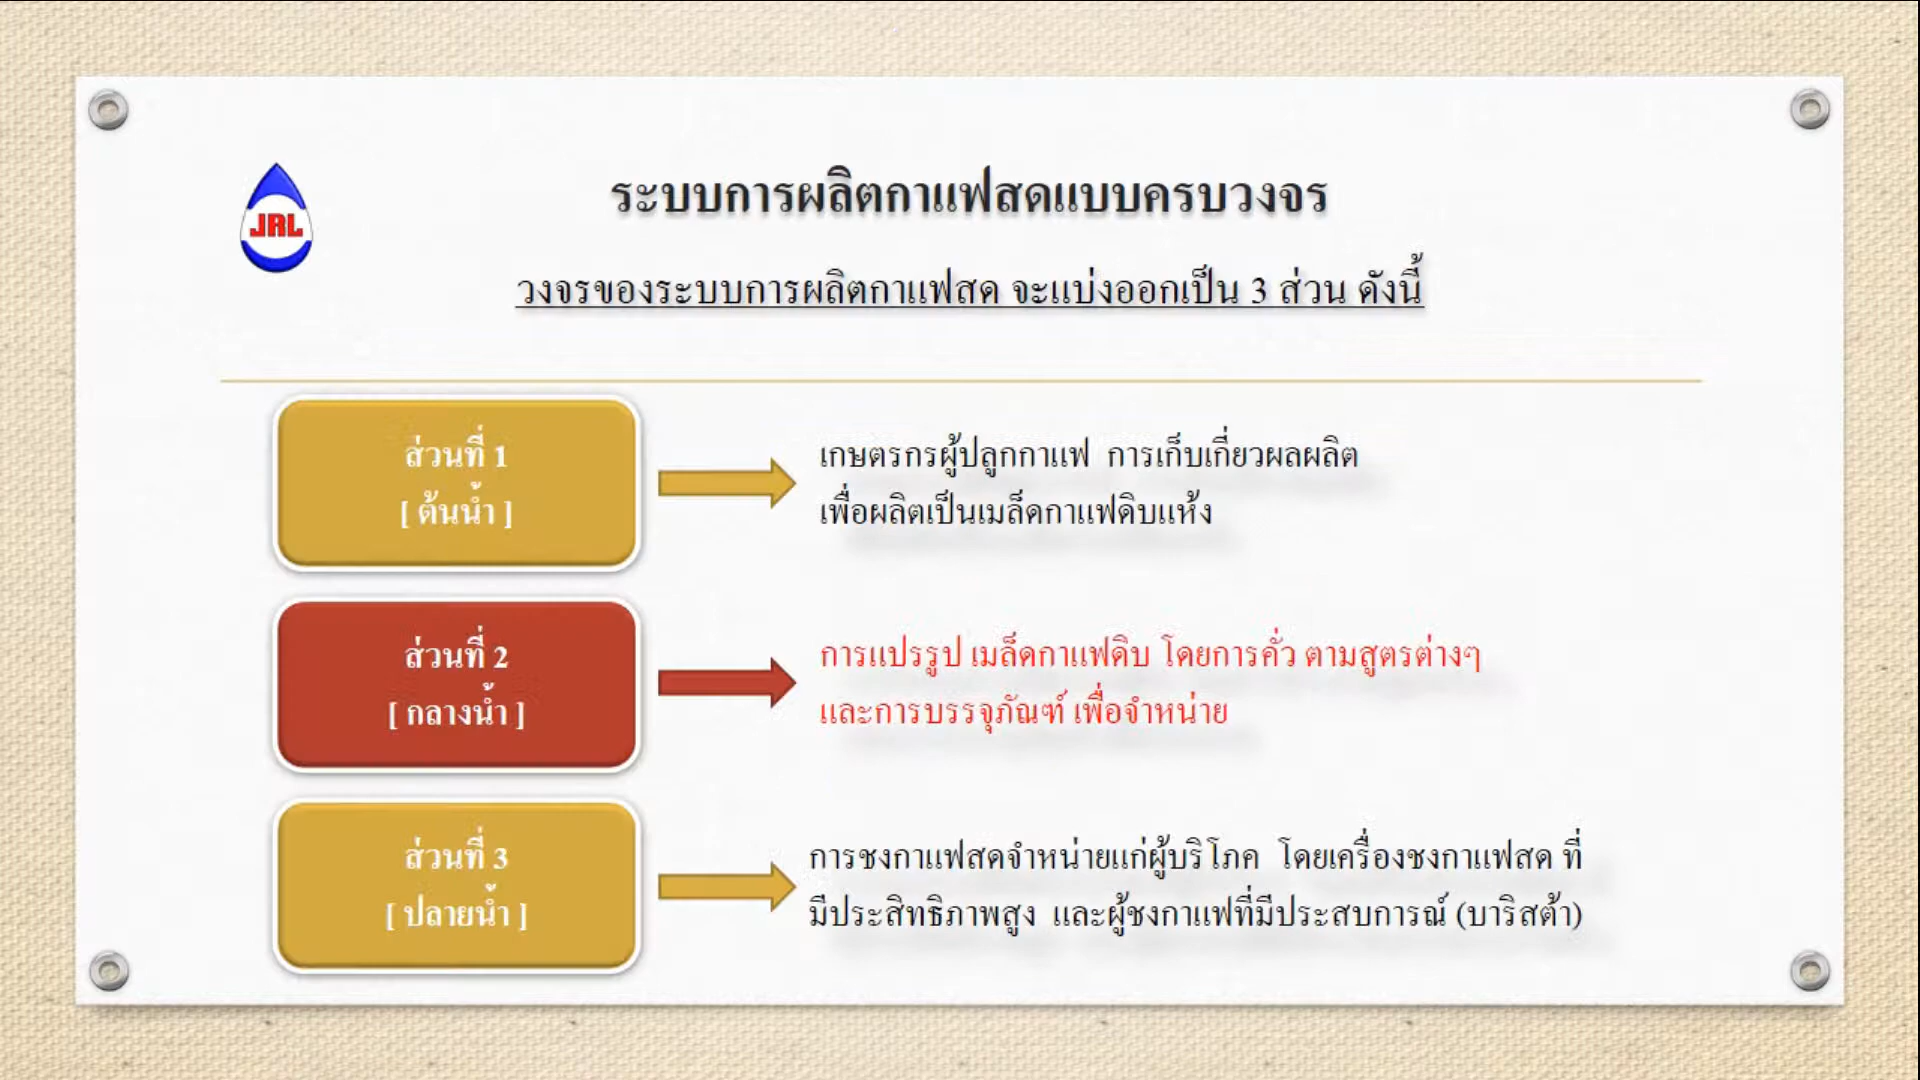 JRL
ระบบการผลิตกาแฟสดแบบครบวงจร
วงจรของระบบการผลิตกาแฟสด จะแบ่งออกเป็น 3 ส่วน ดังนี้
ส่วนที่ 1
[ ต้นน้ำ ]
เกษตรกรผู้ปลูกกาแฟ การเก็บเกี่ยวผลผลิต
เพื่อผลิตเป็นเมล็ดกาแฟดิบแห้ง
ส่วนที่ 2
[ กลางน้ำ ]
การแปรรูป เมล็ดกาแฟดิบ โดยการคั่ว ตามสูตรต่างๆ
และการบรรจุภัณฑ์ เพื่อจำหน่าย
ส่วนที่ 3
[ ปลายน้ำ ]
การชงกาแฟสดจำหน่ายแก่ผู้บริโภค โดยเครื่องชงกาแฟสด ที่
มีประสิทธิภาพสูง และผู้ชงกาแฟที่มีประสบการณ์ (บาริสต้า)